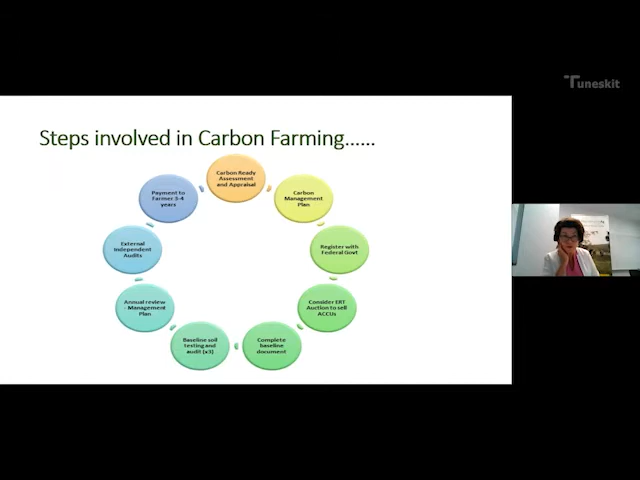 Tuneskit
Steps involved in Carbon Farming......
Carbon Ready
Assessment
and Appraisal
Carbon
Management
Plan
Register with
Federal Govt
Consider ERT
Auction to sell
ACCUs
Complete
baseline
document
Baseline soil
testing and
audit (x3)
Annual review
- Management
Plan
External
Independent
Audits
Payment to
Farmer 3-4
years